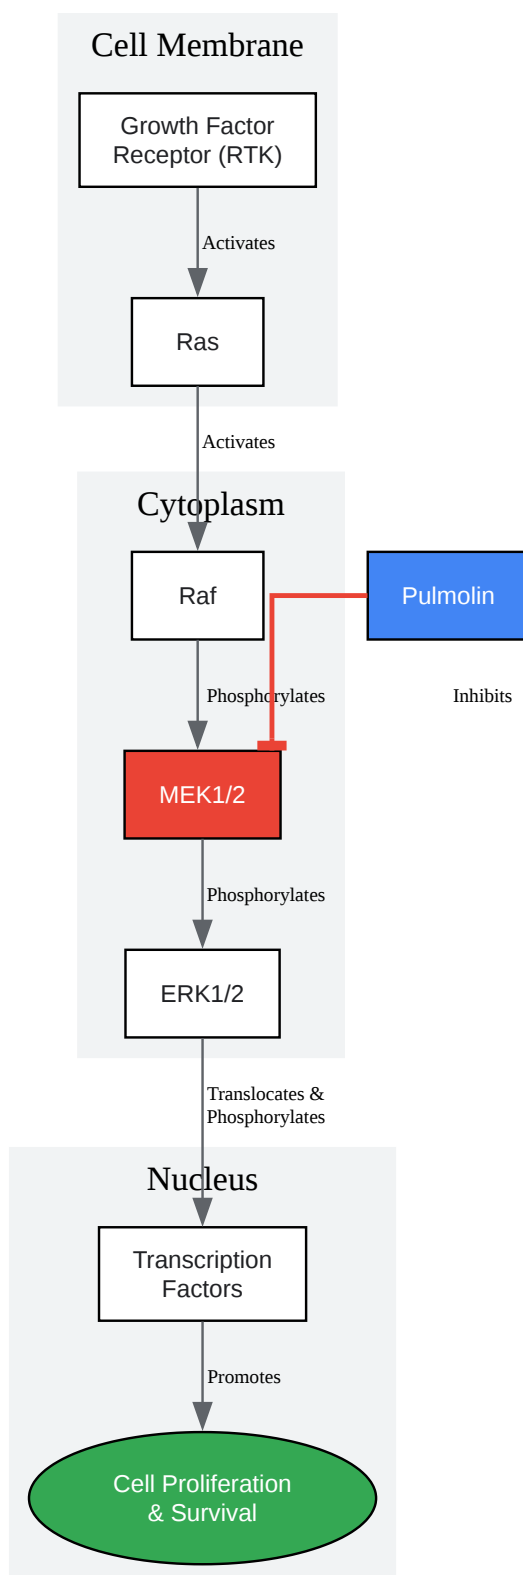 Cell Membrane
Growth Factor
Receptor (RTK)
Activates
Ras
Activates
Cytoplasm
Raf
Pulmolin
Phosphorylates
Inhibits
MEK1/2
Phosphorylates
ERK1/2
Translocates &
Phosphorylates
Nucleus
Transcription
Factors
Promotes
Cell Proliferation
& Survival